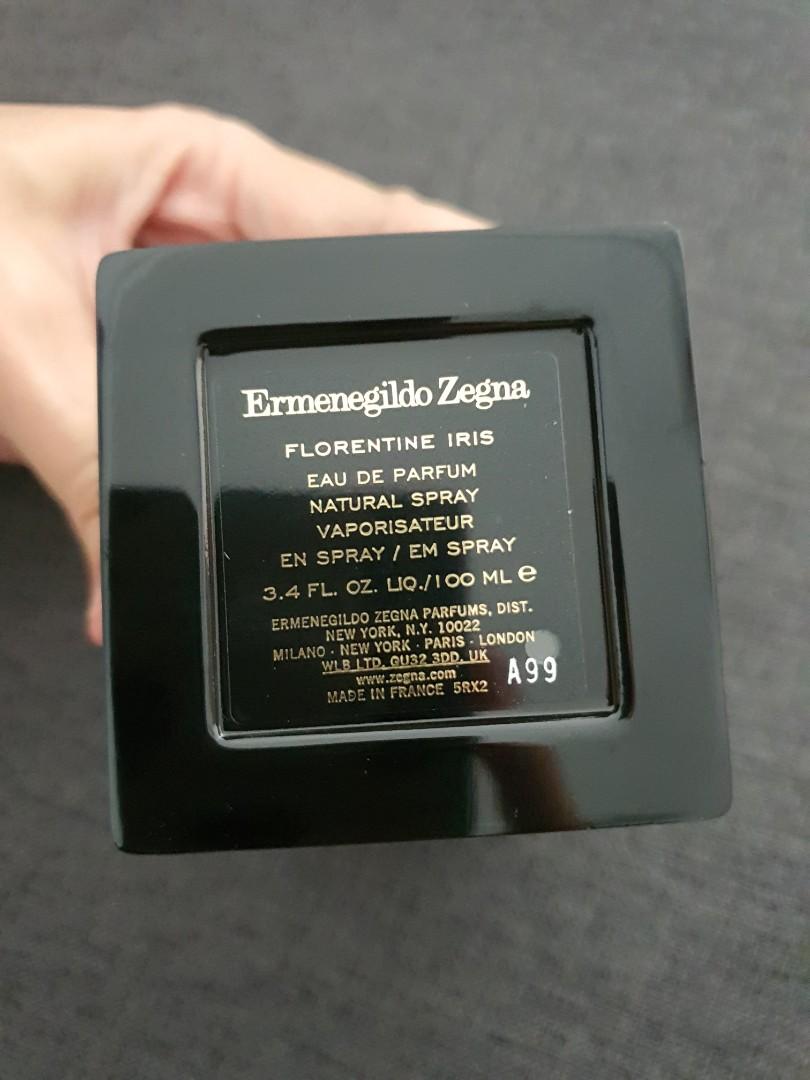 Ermenegildo Zegna
FLORENTINE IRIS
EAU DE PARFUM
NATURAL SPRAY
VAPORISATEUR
EN SPRAY / EM SPRAY
3.4 FL. OZ. LIQ./100 ML e
ERMENEGILDO ZEGNA PARFUMS, DIST.
NEW YORK, N.Y. 10022
MILANO · NEW YORK · PARIS · LONDON
WLB LTD, GU32 3DD, UK
www.zegna.com
MADE IN FRANCE 5RX2
A99